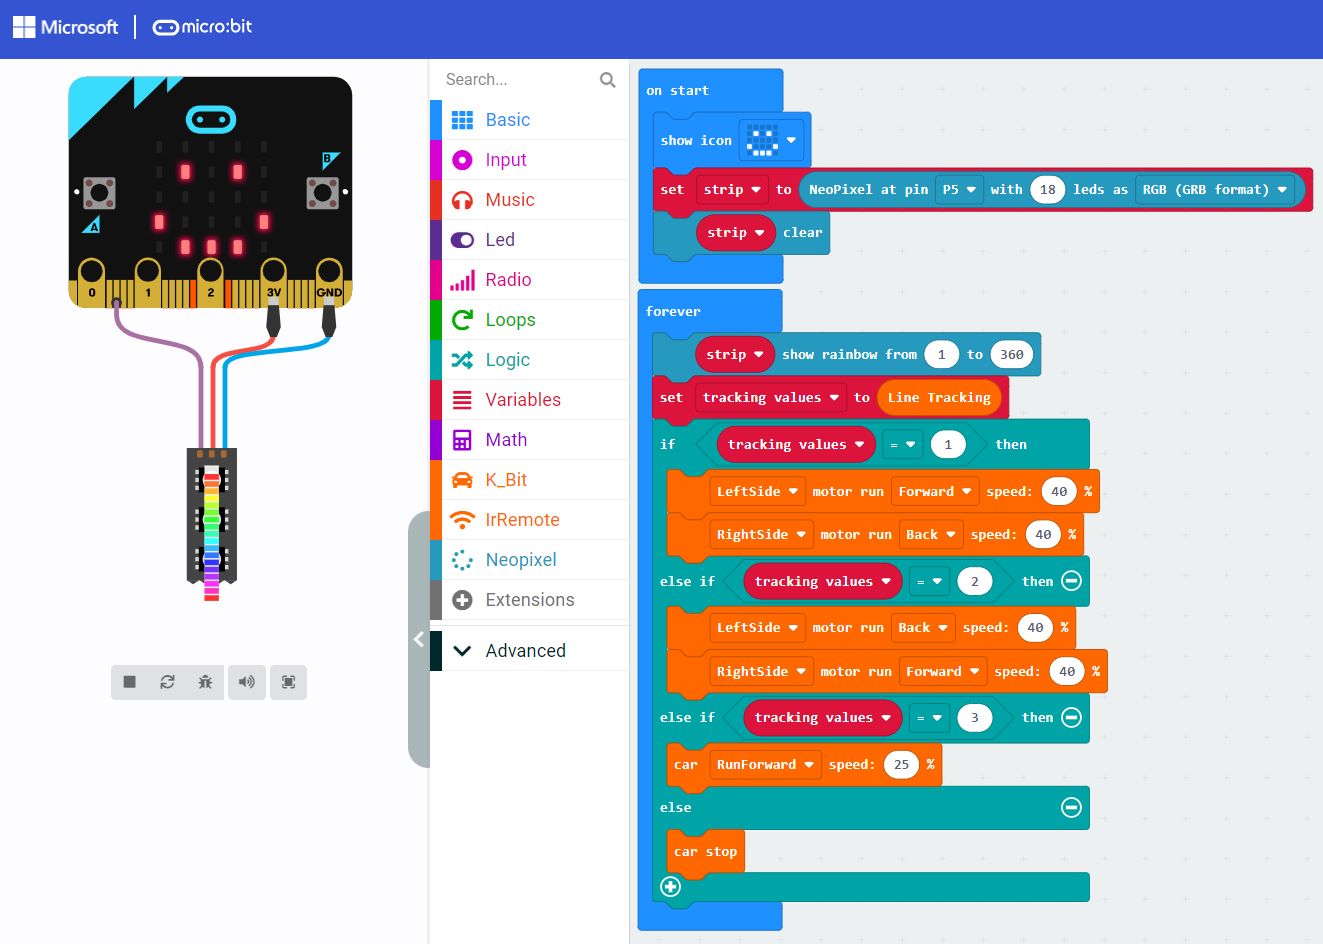 Microsoft micro:bit
A
B
0 1 2 3V GND
Search...
Basic
Input
Music
Led
Radio
Loops
Logic
Variables
Math
K_Bit
IrRemote
Neopixel
Extensions
Advanced
on start
show icon
set strip to NeoPixel at pin P5 with 18 leds as RGB (GRB format)
strip clear
forever
strip show rainbow from 1 to 360
set tracking values to Line Tracking
if tracking values = 1 then
LeftSide motor run Forward speed: 40 %
RightSide motor run Back speed: 40 %
else if tracking values = 2 then
LeftSide motor run Back speed: 40 %
RightSide motor run Forward speed: 40 %
else if tracking values = 3 then
car RunForward speed: 25 %
else
car stop